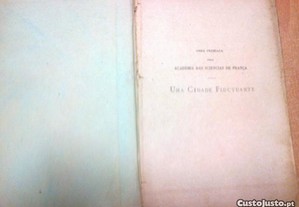 OBRA PREMIADA
PELA
ACADEMIA DAS SCIENCIAS DE FRANÇA
UMA CIDADE FLUCTUANTE
CustoJusto.pt